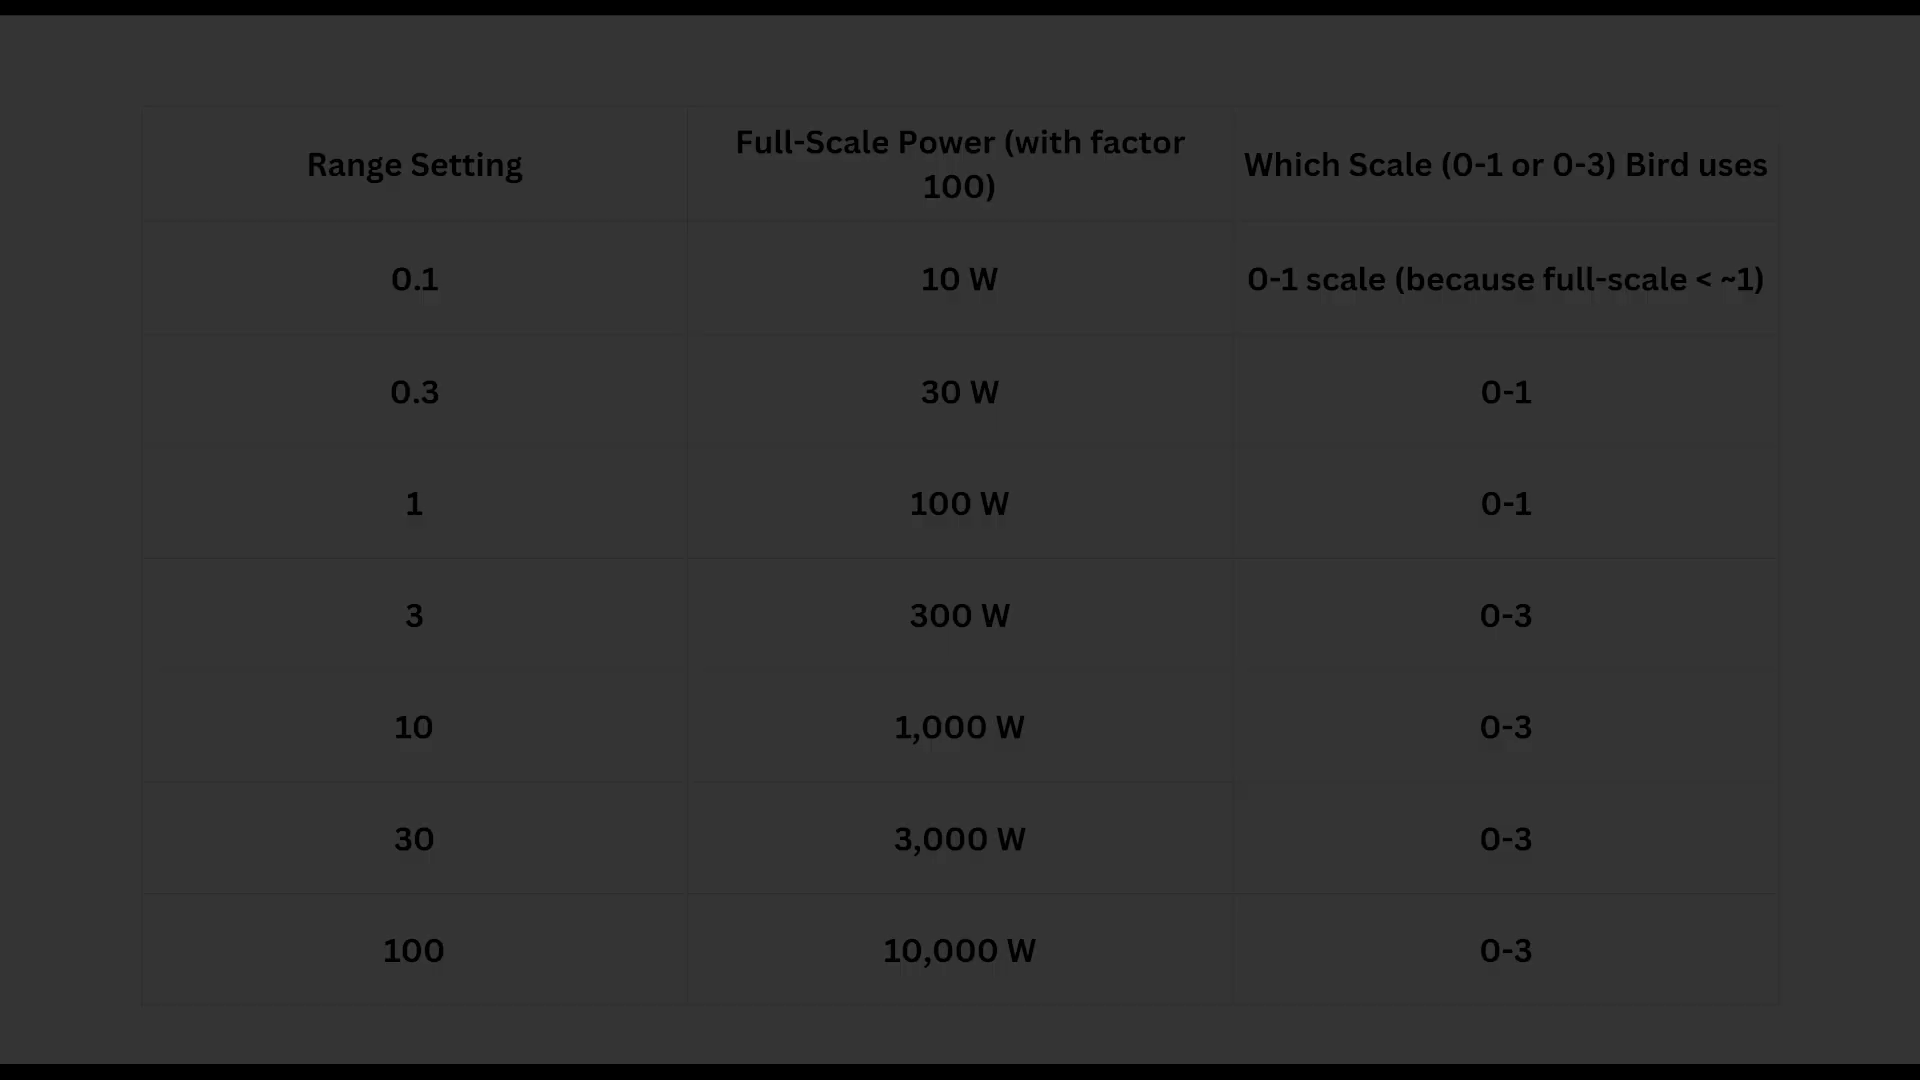 Range Setting
Full-Scale Power (with factor
100)
Which Scale (0-1 or 0-3) Bird uses
0.1
10 W
0-1 scale (because full-scale < ~1)
0.3
30 W
0-1
1
100 W
0-1
3
300 W
0-3
10
1,000 W
0-3
30
3,000 W
0-3
100
10,000 W
0-3